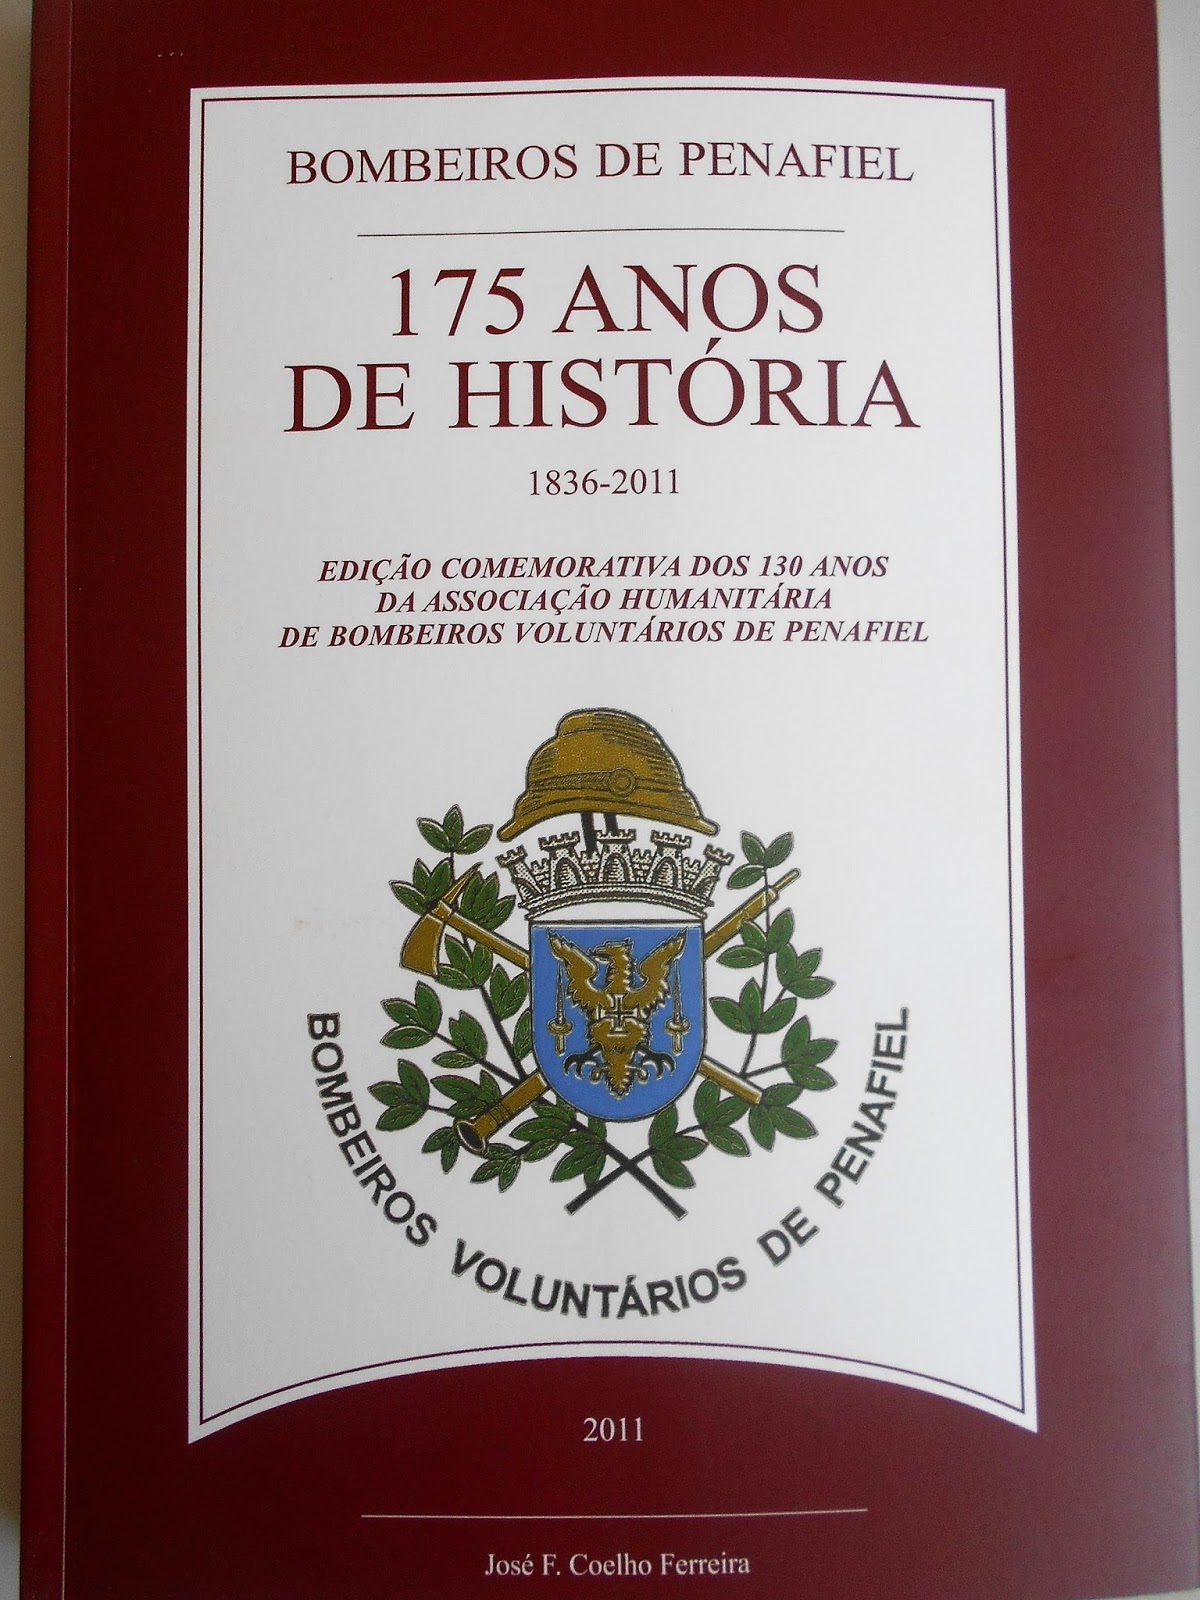 BOMBEIROS DE PENAFIEL
175 ANOS
DE HISTÓRIA
1836-2011
EDIÇÃO COMEMORATIVA DOS 130 ANOS
DA ASSOCIAÇÃO HUMANITÁRIA
DE BOMBEIROS VOLUNTÁRIOS DE PENAFIEL
BOMBEIROS VOLUNTÁRIOS DE PENAFIEL
2011
José F. Coelho Ferreira